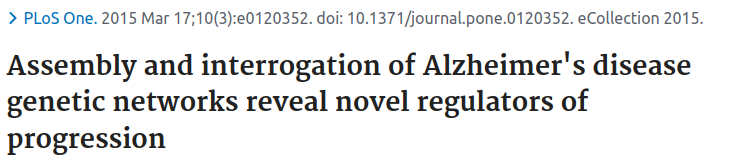 PLoS One. 2015 Mar 17;10(3):e0120352. doi: 10.1371/journal.pone.0120352. eCollection 2015.
Assembly and interrogation of Alzheimer's disease
genetic networks reveal novel regulators of
progression